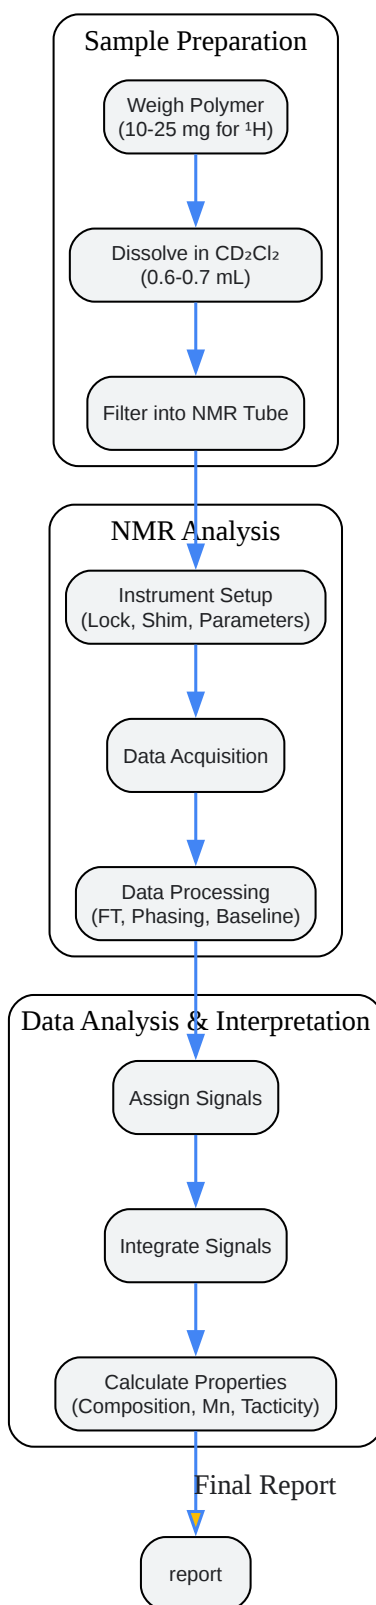 Sample Preparation
Weigh Polymer
(10-25 mg for ¹H)
Dissolve in CD₂Cl₂
(0.6-0.7 mL)
Filter into NMR Tube
NMR Analysis
Instrument Setup
(Lock, Shim, Parameters)
Data Acquisition
Data Processing
(FT, Phasing, Baseline)
Data Analysis & Interpretation
Assign Signals
Integrate Signals
Calculate Properties
(Composition, Mn, Tacticity)
Final Report
report